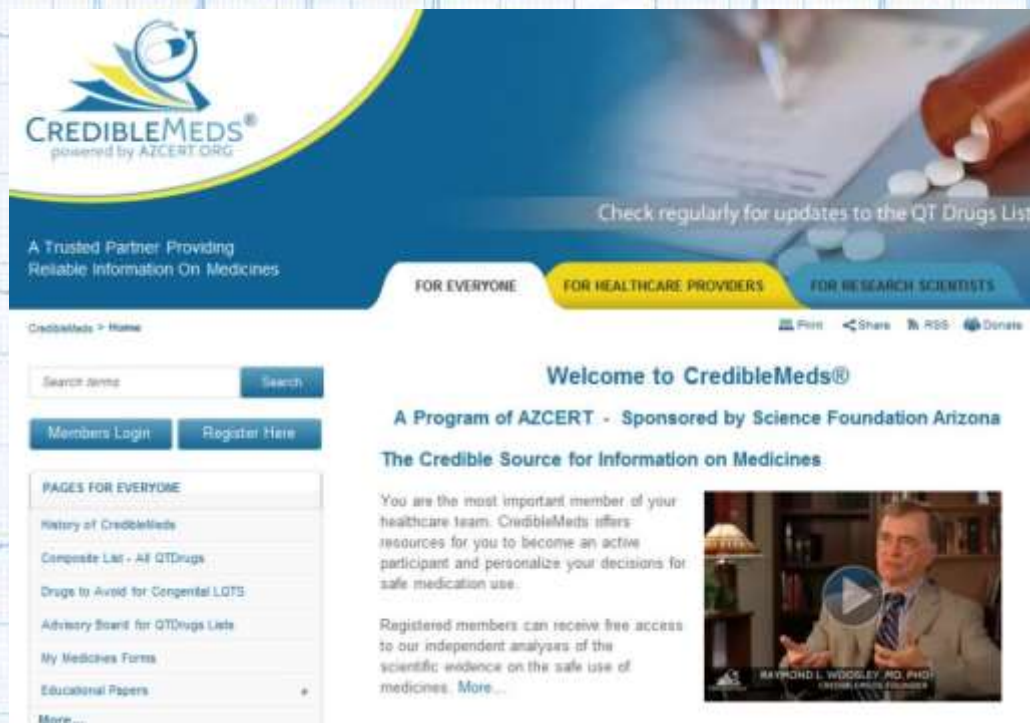 CREDIBLEMEDS®
powered by AZCERT.ORG
Check regularly for updates to the QT Drugs List
A Trusted Partner Providing
Reliable Information On Medicines
FOR EVERYONE
FOR HEALTHCARE PROVIDERS
FOR RESEARCH SCIENTISTS
CredibleMeds > Home
Print Share RSS Donate
Search terms
Search
Members Login
Register Here
PAGES FOR EVERYONE
History of CredibleMeds
Composite List - All QTDrugs
Drugs to Avoid for Congenital LQTS
Advisory Board for QTDrugs Lists
My Medicines Forms
Educational Papers
More...
Welcome to CredibleMeds®
A Program of AZCERT - Sponsored by Science Foundation Arizona
The Credible Source for Information on Medicines
You are the most important member of your
healthcare team. CredibleMeds offers
resources for you to become an active
participant and personalize your decisions for
safe medication use.
Registered members can receive free access
to our independent analyses of the
scientific evidence on the safe use of
medicines. More...
RAYMOND L. WOOSLEY, MD, PHD
CREDIBLEMEDS FOUNDER